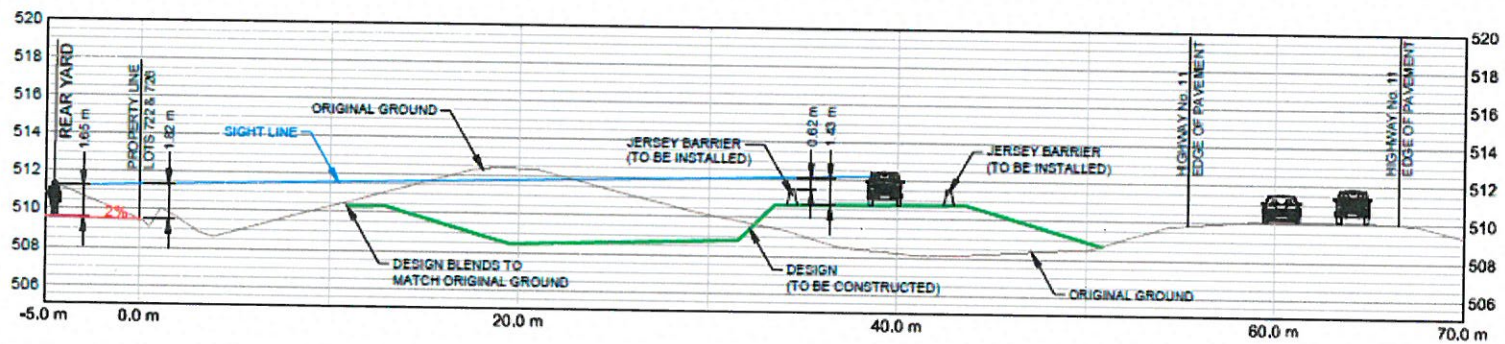 520
518
516
514
512
510
508
506
REAR YARD
1.65 m
PROPERTY LINE
LOTS 722 & 726
1.82 m
2%
SIGHT LINE
ORIGINAL GROUND
DESIGN BLENDS TO
MATCH ORIGINAL GROUND
JERSEY BARRIER
(TO BE INSTALLED)
0.62 m
1.43 m
DESIGN
(TO BE CONSTRUCTED)
JERSEY BARRIER
(TO BE INSTALLED)
ORIGINAL GROUND
HIGHWAY No. 11
EDGE OF PAVEMENT
HIGHWAY No. 11
EDGE OF PAVEMENT
520
518
516
514
512
510
508
506
-5.0 m
0.0 m
20.0 m
40.0 m
60.0 m
70.0 m